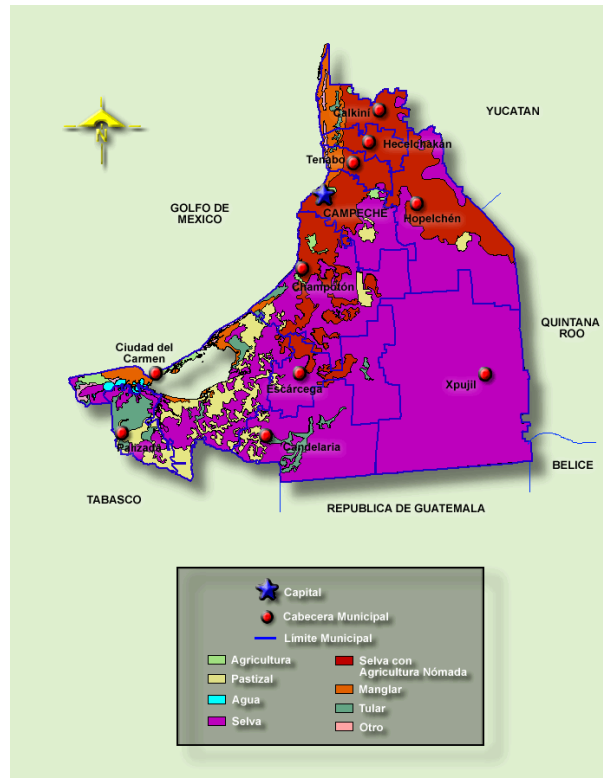 YUCATAN
Calkiní
Hecelchakán
Tenabo
GOLFO DE
MEXICO
CAMPECHE
Hopelchén
Champotón
QUINTANA
ROO
Ciudad del
Carmen
Escárcega
Xpujil
Candelaria
Palizada
BELICE
TABASCO
REPUBLICA DE GUATEMALA
N
Capital
Cabecera Municipal
Límite Municipal
Agricultura
Pastizal
Agua
Selva
Selva con
Agricultura Nómada
Manglar
Tular
Otro